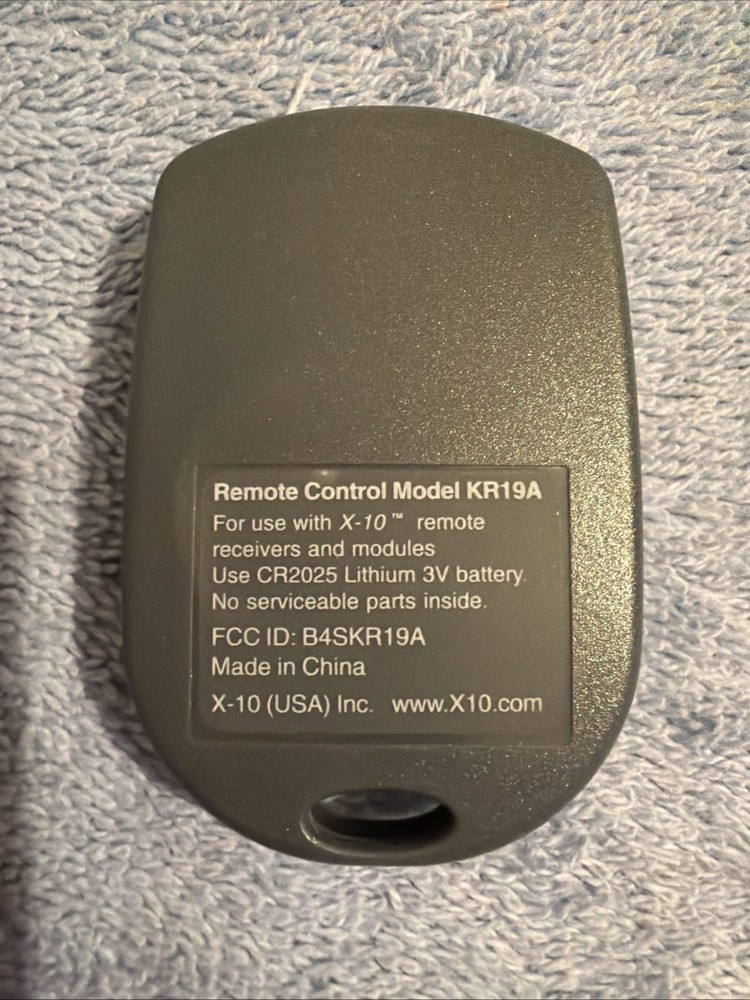 Remote Control Model KR19A
For use with X-10™ remote
receivers and modules
Use CR2025 Lithium 3V battery.
No serviceable parts inside.
FCC ID: B4SKR19A
Made in China
X-10 (USA) Inc. www.X10.com